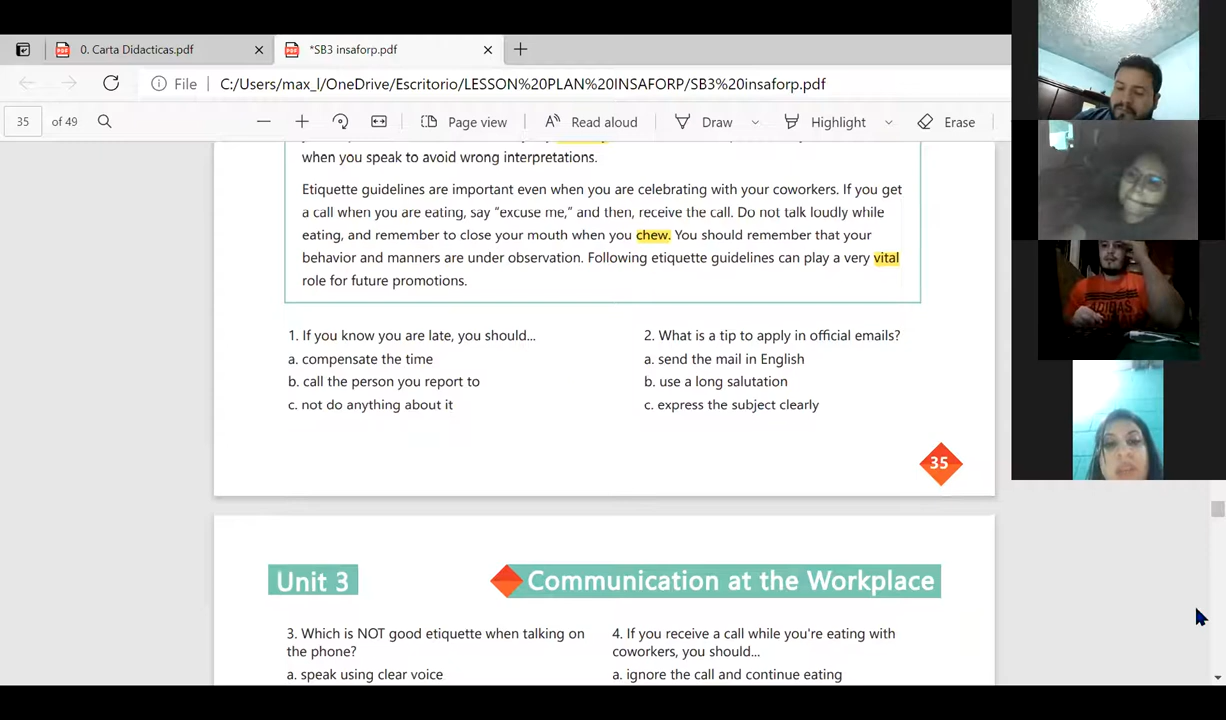 0. Carta Didacticas.pdf
*SB3 insaforp.pdf
File
C:/Users/max_l/OneDrive/Escritorio/LESSON%20PLAN%20INSAFORP/SB3%20insaforp.pdf
35 of 49
Page view
Read aloud
Draw
Highlight
Erase
when you speak to avoid wrong interpretations.
Etiquette guidelines are important even when you are celebrating with your coworkers. If you get
a call when you are eating, say “excuse me,” and then, receive the call. Do not talk loudly while
eating, and remember to close your mouth when you chew. You should remember that your
behavior and manners are under observation. Following etiquette guidelines can play a very vital
role for future promotions.
1. If you know you are late, you should...
a. compensate the time
b. call the person you report to
c. not do anything about it
2. What is a tip to apply in official emails?
a. send the mail in English
b. use a long salutation
c. express the subject clearly
35
Unit 3
Communication at the Workplace
3. Which is NOT good etiquette when talking on
the phone?
a. speak using clear voice
4. If you receive a call while you're eating with
coworkers, you should...
a. ignore the call and continue eating
ADIDAS